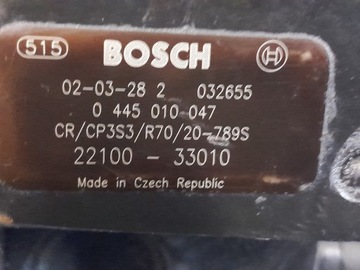 515 BOSCH
02-03-28 2 032655
0 445 010 047
CR/CP3S3/R70/20-789S
22100 - 33010
Made in Czech Republic